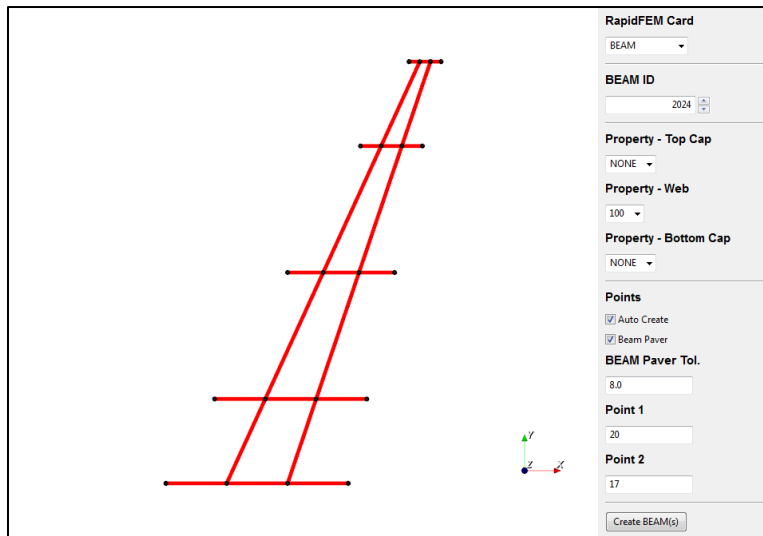 RapidFEM Card
BEAM
BEAM ID
2024
Property - Top Cap
NONE
Property - Web
100
Property - Bottom Cap
NONE
Points
Auto Create
Beam Paver
BEAM Paver Tol.
8.0
Point 1
20
Point 2
17
Create BEAM(s)
Y
Z
X